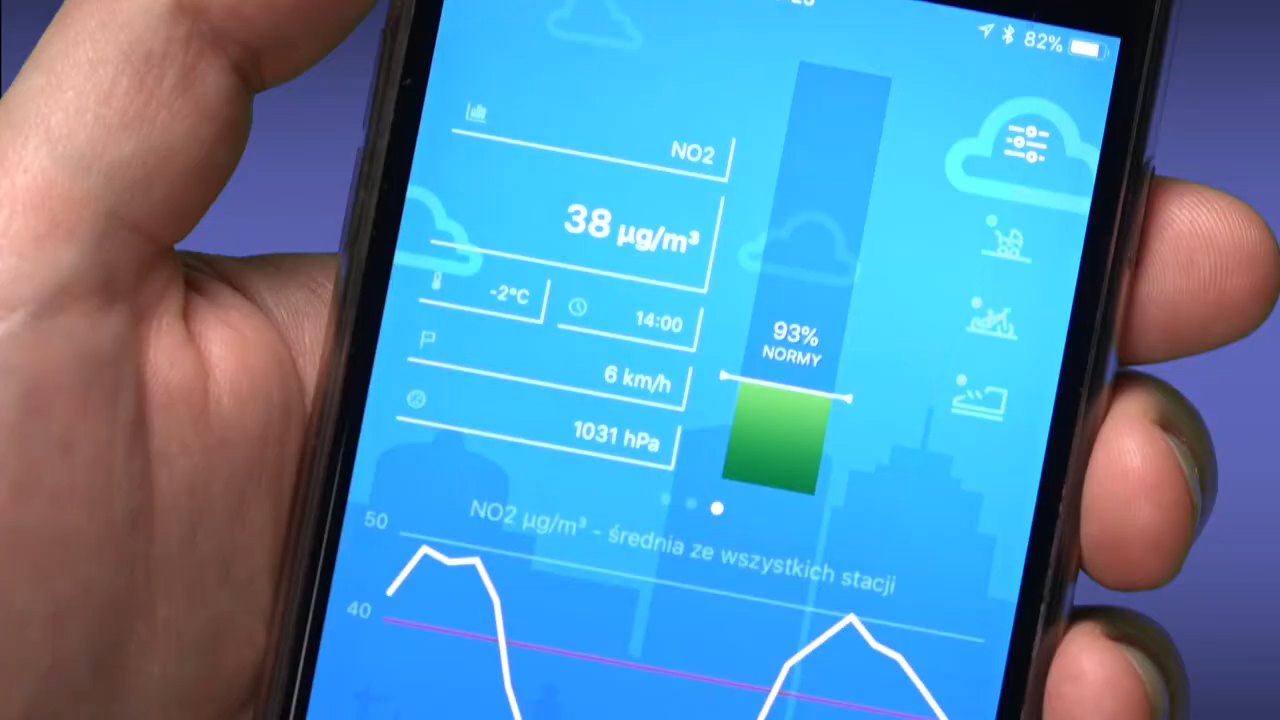 82%
NO2
38 µg/m³
-2°C
14:00
6 km/h
1031 hPa
93%
NORMY
NO2 µg/m³ - średnia ze wszystkich stacji
50
40